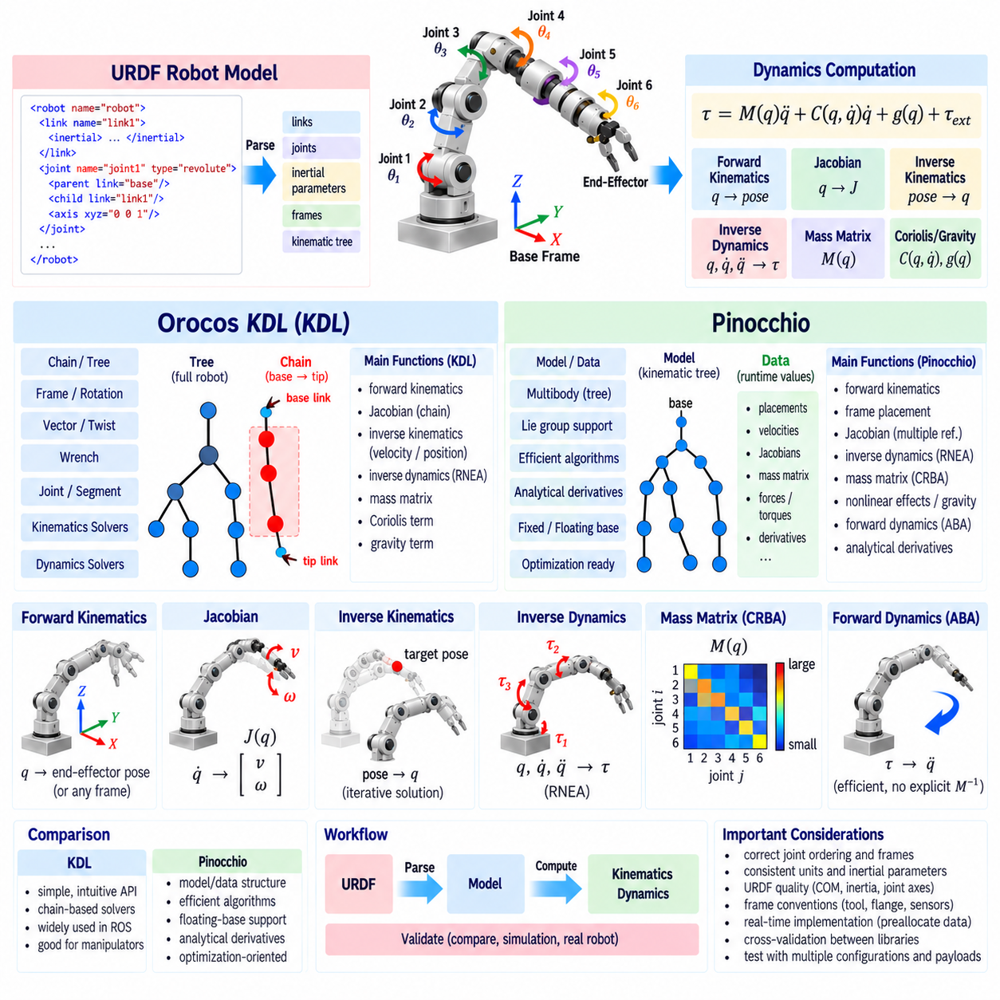 URDF Robot Model
<robot name="robot">
<link name="link1">
<inertial> ... </inertial>
</link>
<joint name="joint1" type="revolute">
<parent link="base"/>
<child link="link1"/>
<axis xyz="0 0 1"/>
</joint>
...
</robot>
Parse
links
joints
inertial
parameters
frames
kinematic tree
Joint 1
θ1
Joint 2
θ2
Joint 3
θ3
Joint 4
θ4
Joint 5
θ5
Joint 6
θ6
End-Effector
Z
Y
X
Base Frame
Dynamics Computation
τ = M(q)q̈ + C(q, q̇)q̇ + g(q) + τext
Forward
Kinematics
q → pose
Jacobian
q → J
Inverse
Kinematics
pose → q
Inverse
Dynamics
q, q̇, q̈ → τ
Mass Matrix
M(q)
Coriolis/Gravity
C(q, q̇), g(q)
Orocos KDL (KDL)
Chain / Tree
Frame / Rotation
Vector / Twist
Wrench
Joint / Segment
Kinematics Solvers
Dynamics Solvers
Tree
(full robot)
Chain
(base → tip)
base link
tip link
Main Functions (KDL)
• forward kinematics
• Jacobian (chain)
• inverse kinematics
(velocity / position)
• inverse dynamics (RNEA)
• mass matrix
• Coriolis term
• gravity term
Pinocchio
Model / Data
Multibody (tree)
Lie group support
Efficient algorithms
Analytical derivatives
Fixed / Floating base
Optimization ready
Model
(kinematic tree)
base
Data
(runtime values)
• placements
• velocities
• Jacobians
• mass matrix
• forces /
torques
• derivatives
...
Main Functions (Pinocchio)
• forward kinematics
• frame placement
• Jacobian (multiple ref.)
• inverse dynamics (RNEA)
• mass matrix (CRBA)
• nonlinear effects / gravity
• forward dynamics (ABA)
• analytical derivatives
Forward Kinematics
Z
Y
X
q → end-effector pose
(or any frame)
Jacobian
v
ω
J(q)
q̇ → [v ω]
Inverse Kinematics
target pose
pose → q
(iterative solution)
Inverse Dynamics
τ2
τ3
τ1
q, q̇, q̈ → τ
(RNEA)
Mass Matrix (CRBA)
M(q)
joint i
1
2
3
4
5
6
1 2 3 4 5 6
joint j
large
small
Forward Dynamics (ABA)
τ → q̈
(efficient, no explicit M⁻¹)
Comparison
KDL
• simple, intuitive API
• chain-based solvers
• widely used in ROS
• good for manipulators
Pinocchio
• model/data structure
• efficient algorithms
• floating-base support
• analytical derivatives
• optimization-oriented
Workflow
URDF
Parse
Model
Compute
Kinematics
Dynamics
Validate (compare, simulation, real robot)
Important Considerations
• correct joint ordering and frames
• consistent units and inertial parameters
• URDF quality (COM, inertia, joint axes)
• frame conventions (tool, flange, sensors)
• real-time implementation (preallocate data)
• cross-validation between libraries
• test with multiple configurations and payloads